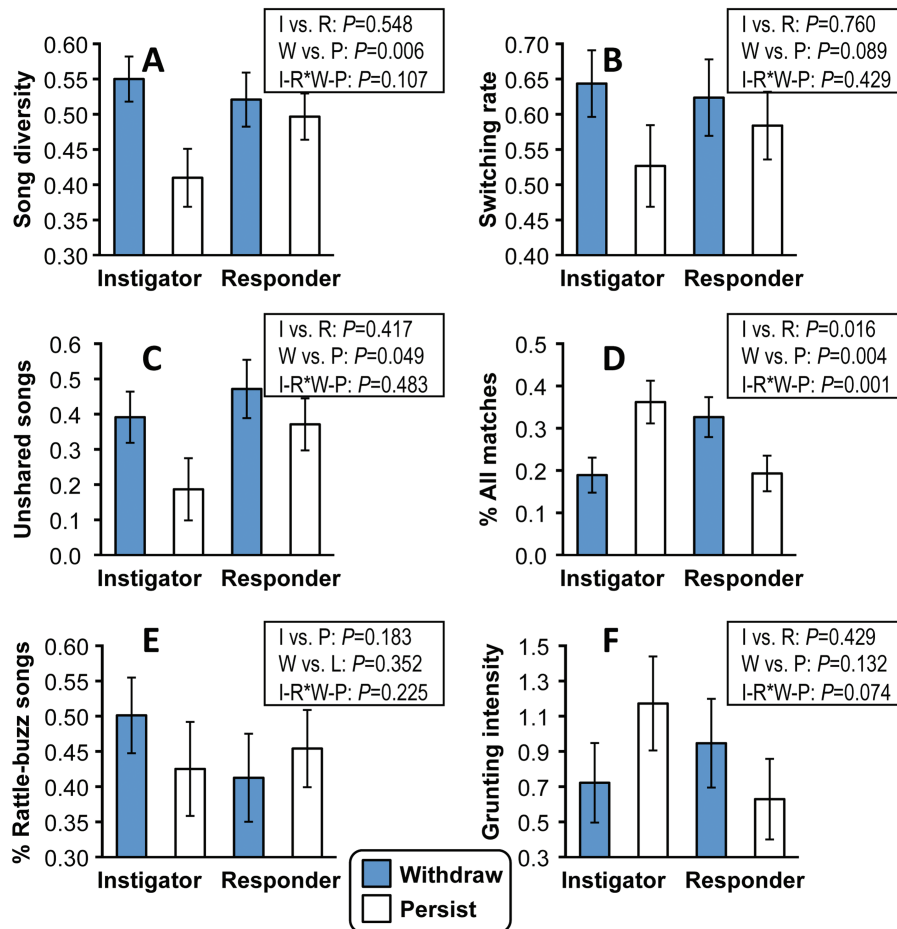 A
I vs. R: P=0.548
W vs. P: P=0.006
I-R*W-P: P=0.107
Song diversity
0.60
0.55
0.50
0.45
0.40
0.35
0.30
Instigator Responder
B
I vs. R: P=0.760
W vs. P: P=0.089
I-R*W-P: P=0.429
Switching rate
0.70
0.65
0.60
0.55
0.50
0.45
0.40
Instigator Responder
C
I vs. R: P=0.417
W vs. P: P=0.049
I-R*W-P: P=0.483
Unshared songs
0.6
0.5
0.4
0.3
0.2
0.1
0.0
Instigator Responder
D
I vs. R: P=0.016
W vs. P: P=0.004
I-R*W-P: P=0.001
% All matches
0.5
0.4
0.3
0.2
0.1
0.0
Instigator Responder
E
I vs. P: P=0.183
W vs. L: P=0.352
I-R*W-P: P=0.225
% Rattle-buzz songs
0.60
0.55
0.50
0.45
0.40
0.35
0.30
Instigator Responder
F
I vs. R: P=0.429
W vs. P: P=0.132
I-R*W-P: P=0.074
Grunting intensity
1.5
1.3
1.1
0.9
0.7
0.5
0.3
Instigator Responder
Withdraw
Persist